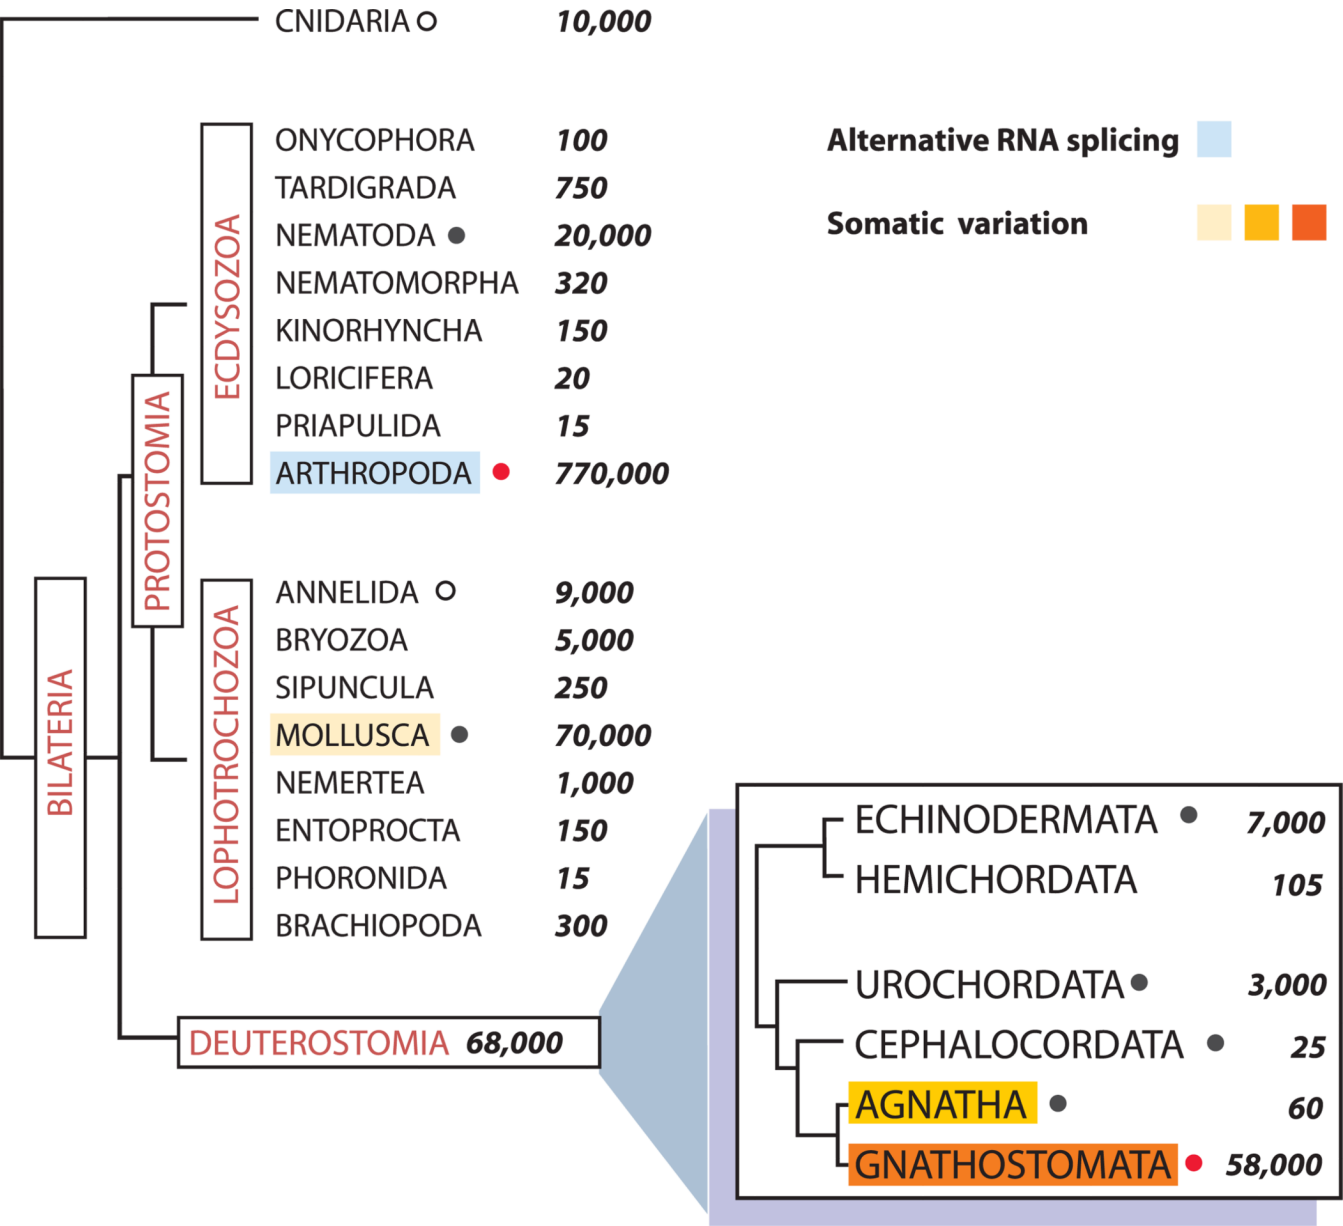 CNIDARIA 10,000
ONYCOPHORA 100
TARDIGRADA 750
NEMATODA 20,000
NEMATOMORPHA 320
KINORHYNCHA 150
LORICIFERA 20
PRIAPULIDA 15
ARTHROPODA 770,000
ECDYSOZOA
Alternative RNA splicing
Somatic variation
PROTOSTOMIA
BILATERIA
LOPHOTROCHOZOA
ANNELIDA 9,000
BRYOZOA 5,000
SIPUNCULA 250
MOLLUSCA 70,000
NEMERTEA 1,000
ENTOPROCTA 150
PHORONIDA 15
BRACHIOPODA 300
DEUTEROSTOMIA 68,000
ECHINODERMATA 7,000
HEMICHORDATA 105
UROCHORDATA 3,000
CEPHALOCORDATA 25
AGNATHA 60
GNATHOSTOMATA 58,000